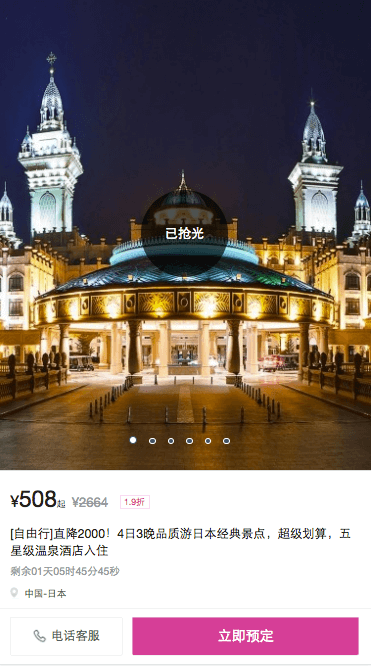 已抢光
¥508起 ¥2664 1.9折
[自由行]直降2000！4日3晚品质游日本经典景点，超级划算，五
星级温泉酒店入住
剩余01天05时45分45秒
中国-日本
电话客服 立即预定